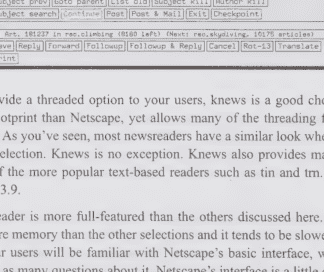 Subject prev Goto parent List old Subject kill Author kill
ubject search Continue Post Post & Mail Exit Checkpoint
Art. 181227 in rec.climbing (8160 left) (Next: rec.skydiving, 10175 articles)
ave Reply Forward Followup Followup & Reply Cancel Rot-13 Translate
rint
vide a threaded option to your users, knews is a good cho
otprint than Netscape, yet allows many of the threading f
As you've seen, most newsreaders have a similar look whe
election. Knews is no exception. Knews also provides ma
f the more popular text-based readers such as tin and trn.
3.9.
eader is more full-featured than the others discussed here.
re memory than the other selections and it tends to be slowe
r users will be familiar with Netscape's basic interface, w
as many questions about it. Netscape's interface is a little